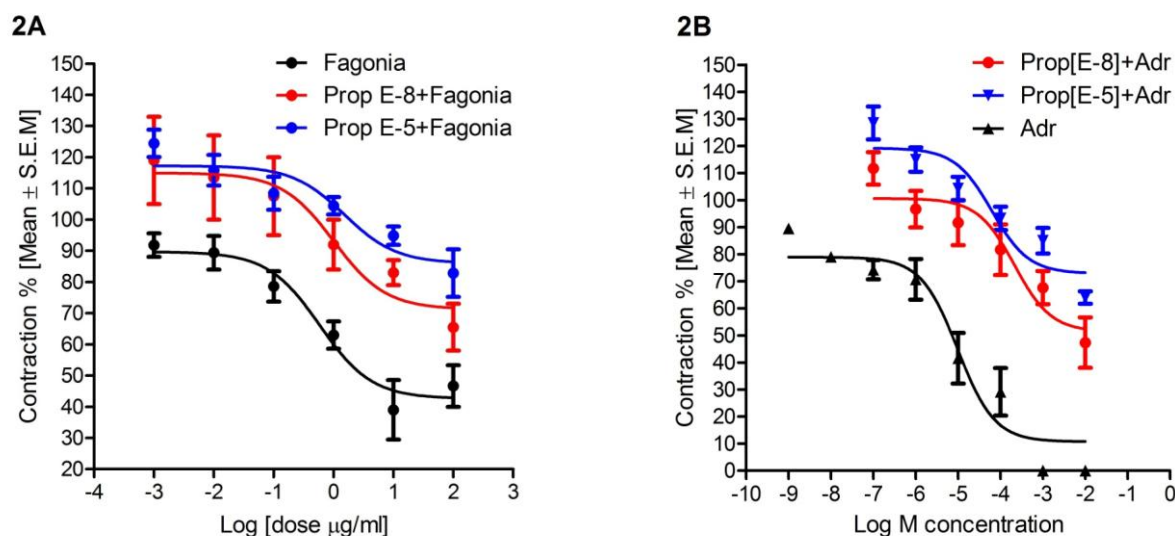 2A
150
140
130
120
110
100
90
80
70
60
50
40
30
20
Contraction % [Mean ± S.E.M]
Fagonia
Prop E-8+Fagonia
Prop E-5+Fagonia
-4 -3 -2 -1 0 1 2 3
Log [dose µg/ml]
2B
150
140
130
120
110
100
90
80
70
60
50
40
30
20
10
0
Contraction % [Mean ± S.E.M]
Prop[E-8]+Adr
Prop[E-5]+Adr
Adr
-10 -9 -8 -7 -6 -5 -4 -3 -2 -1 0
Log M concentration